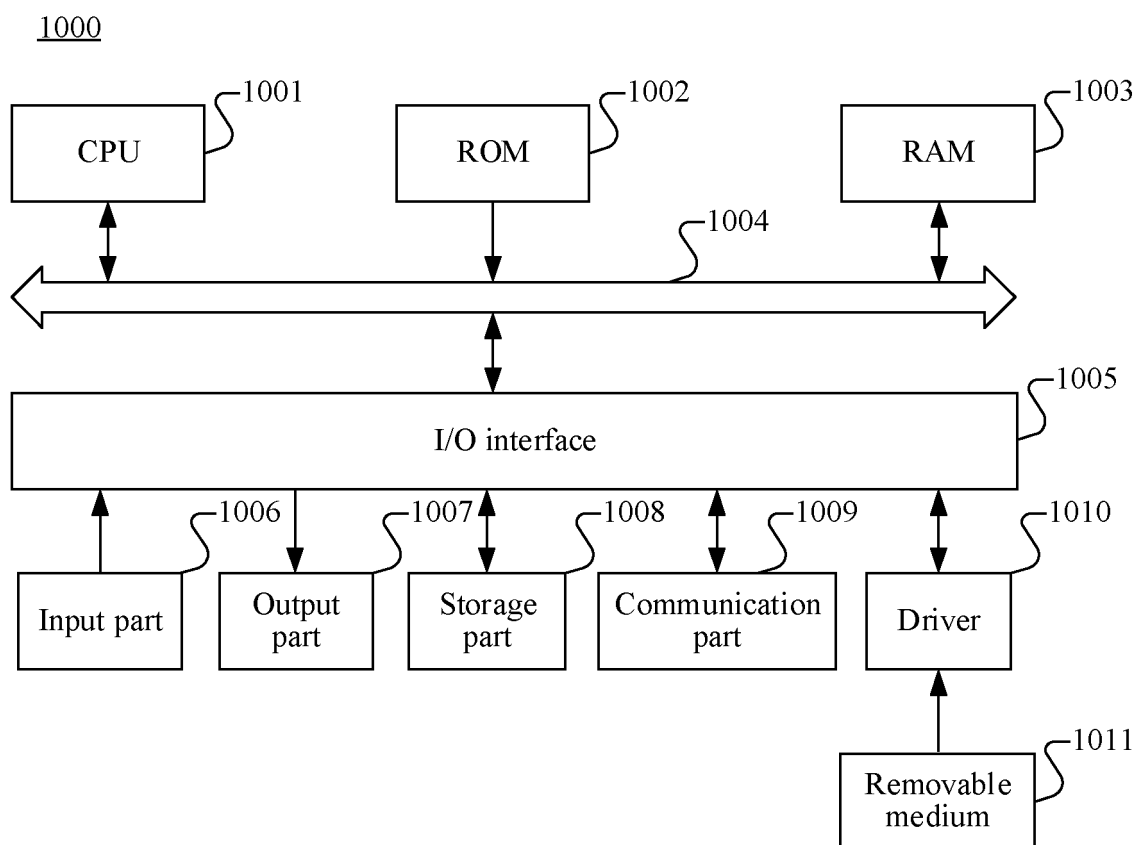 1000
1001
1002
1003
CPU
ROM
RAM
1004
1005
I/O interface
1006
1007
1008
1009
1010
Input part
Output
part
Storage
part
Communication
part
Driver
1011
Removable
medium